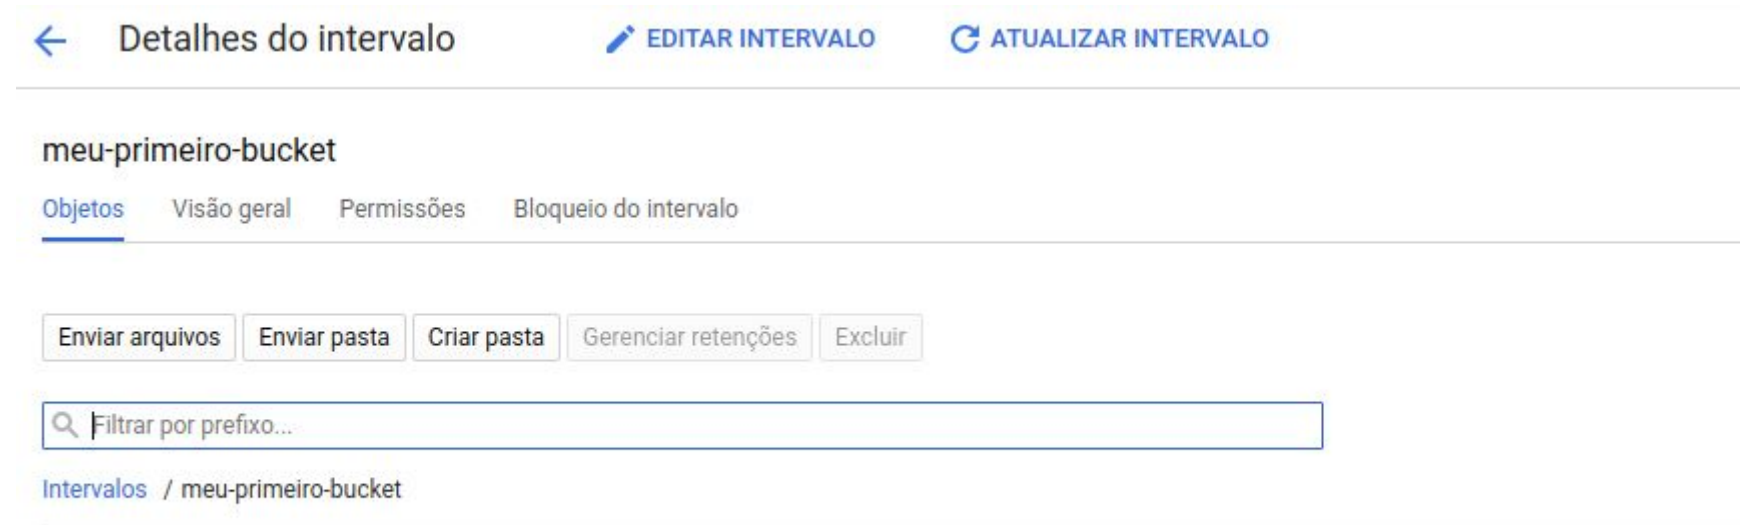 Detalhes do intervalo EDITAR INTERVALO ATUALIZAR INTERVALO
meu-primeiro-bucket
Objetos Visão geral Permissões Bloqueio do intervalo
Enviar arquivos Enviar pasta Criar pasta Gerenciar retenções Excluir
Filtrar por prefixo...
Intervalos / meu-primeiro-bucket